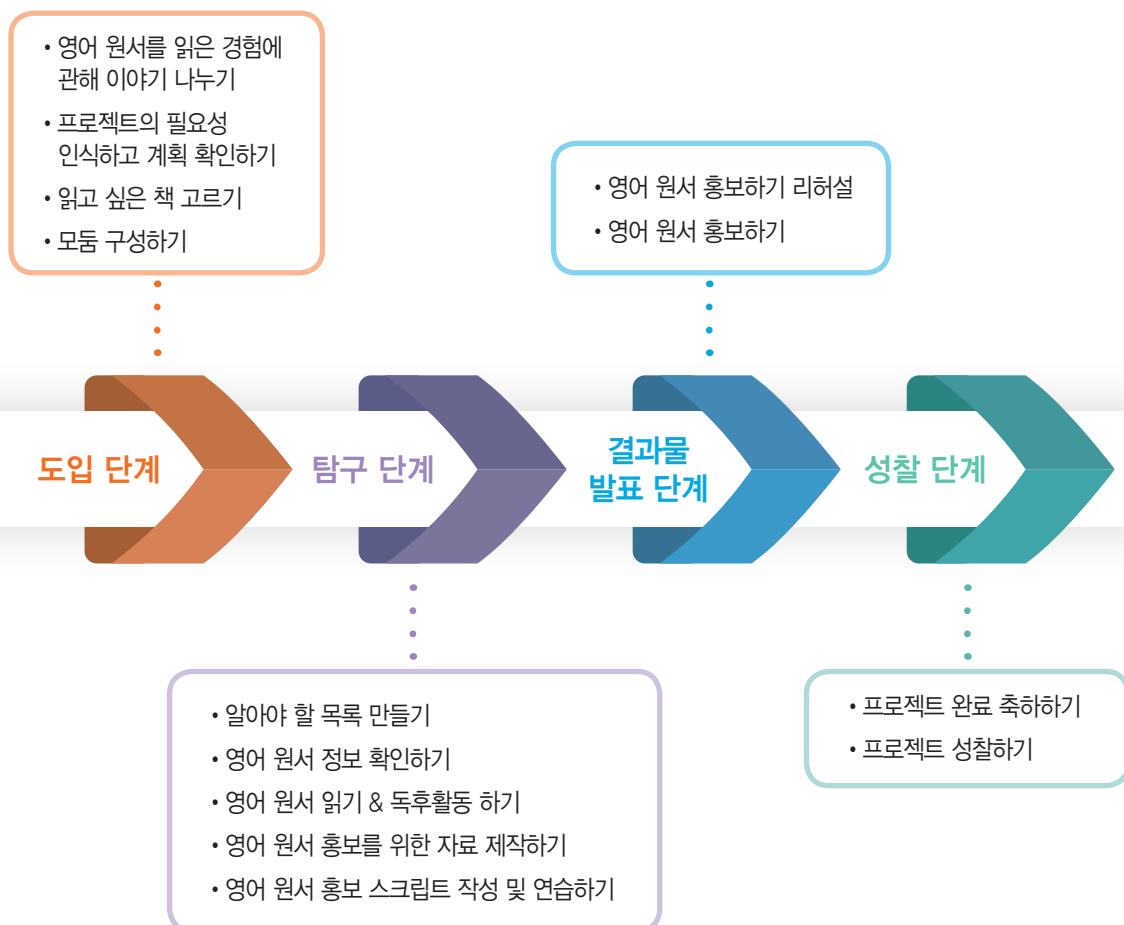 • 영어 원서를 읽은 경험에
관해 이야기 나누기
• 프로젝트의 필요성
인식하고 계획 확인하기
• 읽고 싶은 책 고르기
• 모둠 구성하기
• 영어 원서 홍보하기 리허설
• 영어 원서 홍보하기
도입 단계
탐구 단계
결과물
발표 단계
성찰 단계
• 알아야 할 목록 만들기
• 영어 원서 정보 확인하기
• 영어 원서 읽기 & 독후활동 하기
• 영어 원서 홍보를 위한 자료 제작하기
• 영어 원서 홍보 스크립트 작성 및 연습하기
• 프로젝트 완료 축하하기
• 프로젝트 성찰하기